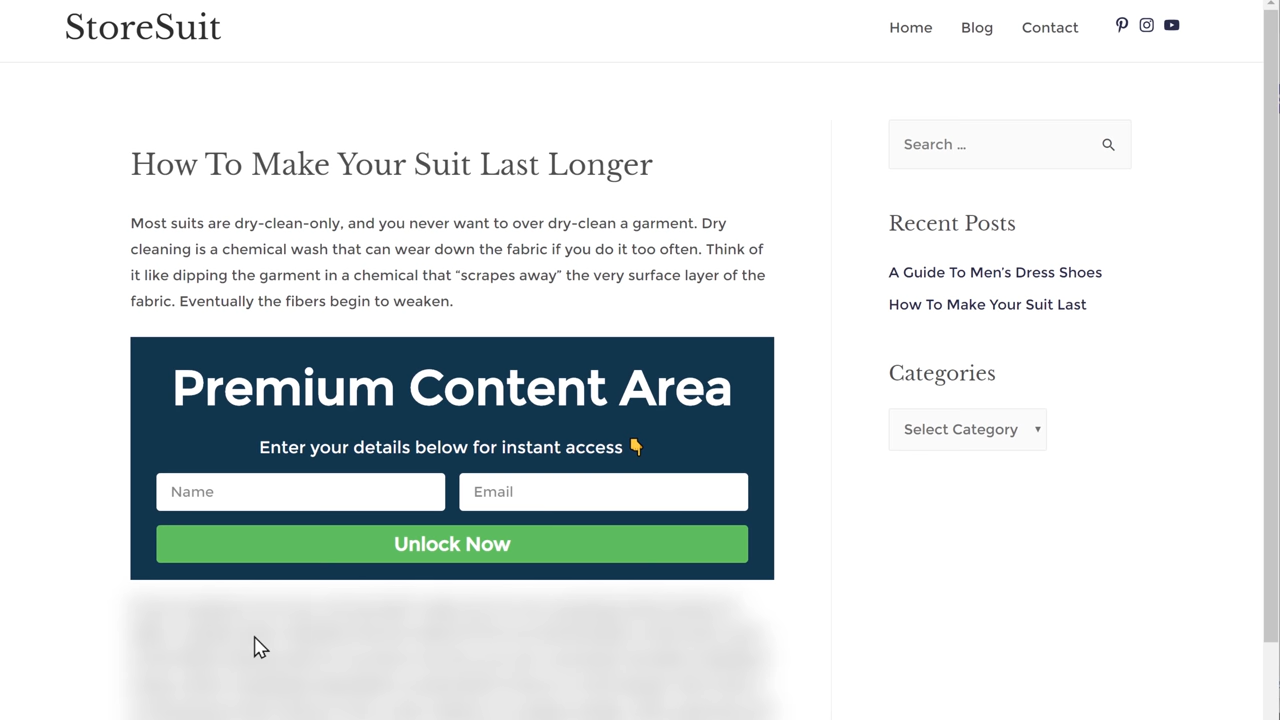 StoreSuit
Home Blog Contact
How To Make Your Suit Last Longer
Most suits are dry-clean-only, and you never want to over dry-clean a garment. Dry
cleaning is a chemical wash that can wear down the fabric if you do it too often. Think of
it like dipping the garment in a chemical that “scrapes away” the very surface layer of the
fabric. Eventually the fibers begin to weaken.
Premium Content Area
Enter your details below for instant access 👇
Name
Email
Unlock Now
Search ...
Recent Posts
A Guide To Men’s Dress Shoes
How To Make Your Suit Last
Categories
Select Category